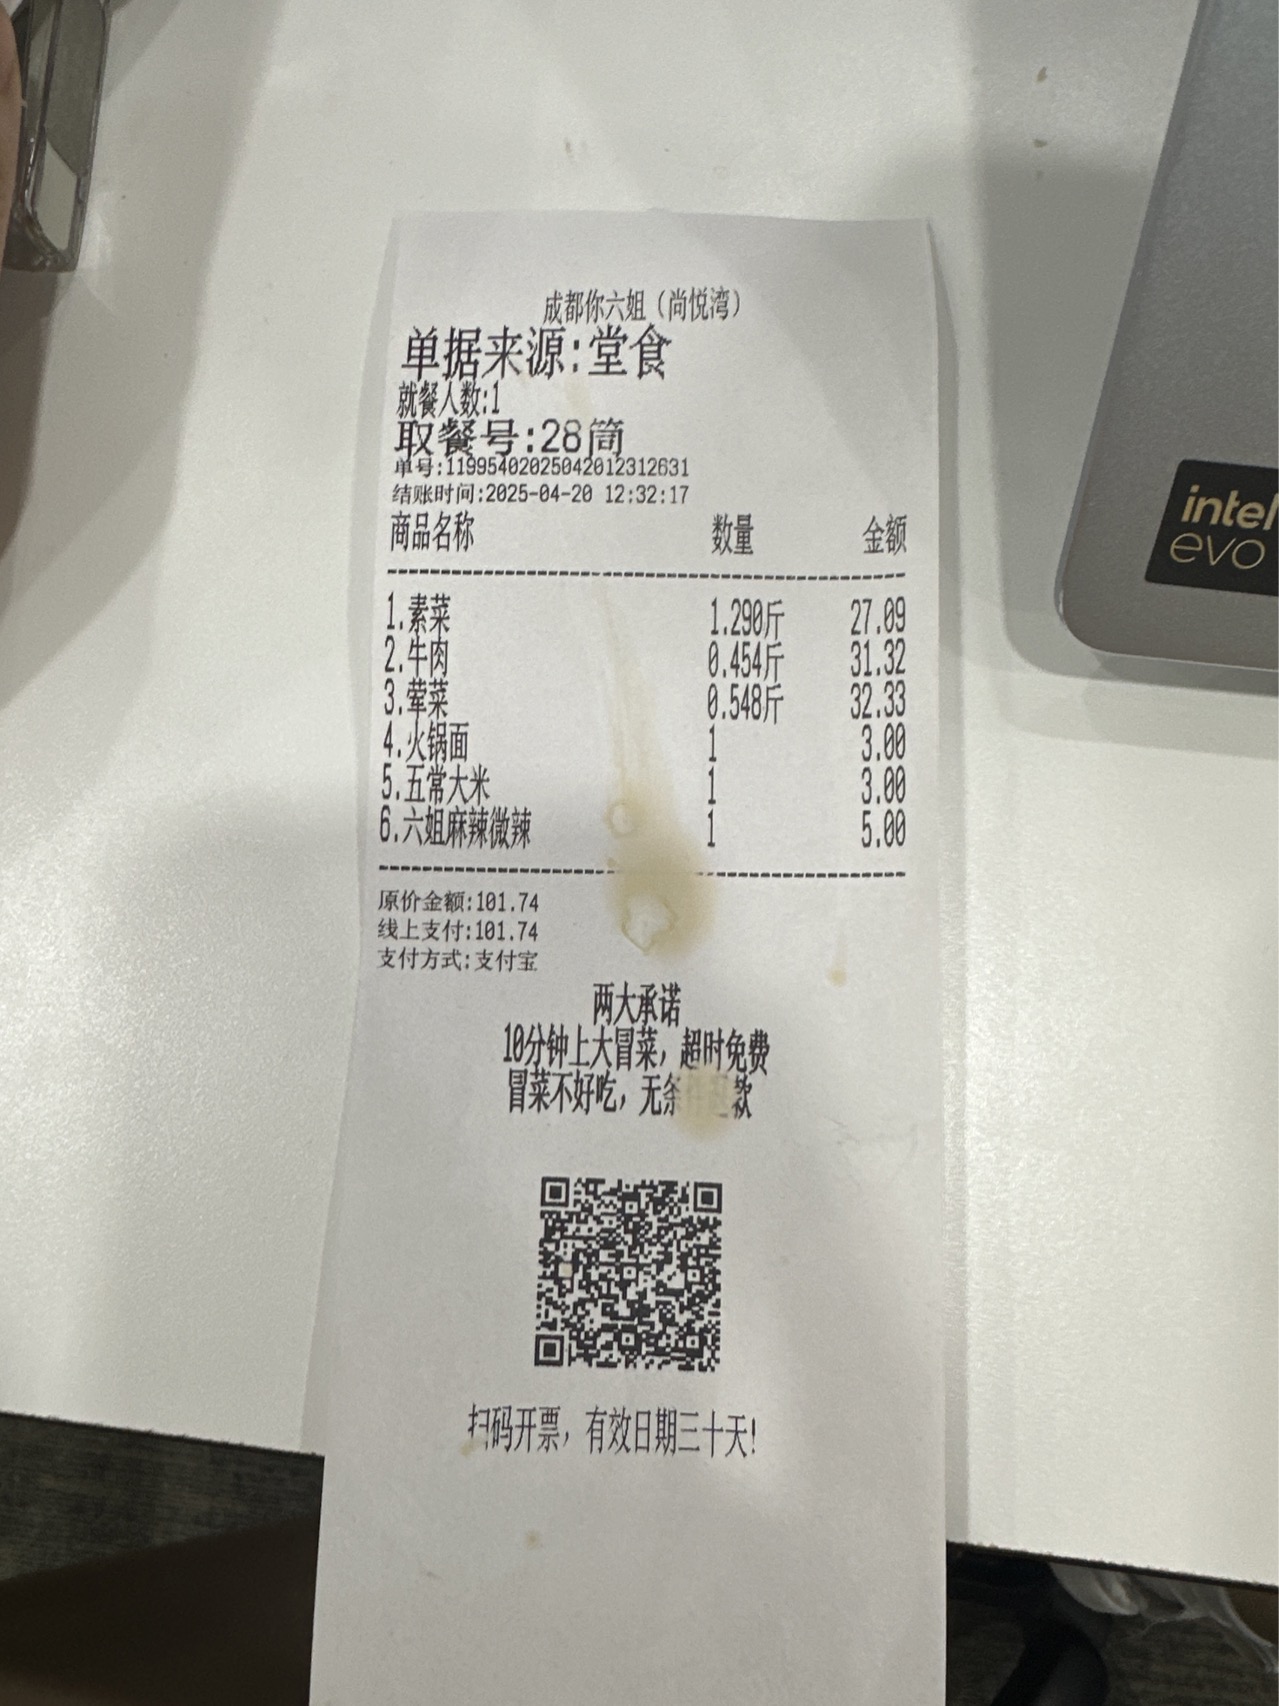 成都你六姐（尚悦湾）
单据来源:堂食
就餐人数:1
取餐号:28筒
单号:11995402025042012312631
结账时间:2025-04-20 12:32:17
商品名称 数量 金额
1.素菜 1.290斤 27.09
2.牛肉 0.454斤 31.32
3.荤菜 0.548斤 32.33
4.火锅面 1 3.00
5.五常大米 1 3.00
6.六姐麻辣微辣 1 5.00
原价金额:101.74
线上支付:101.74
支付方式:支付宝
两大承诺
10分钟上大冒菜，超时免费
冒菜不好吃，无条 款
扫码开票，有效日期三十天!
intel
evo